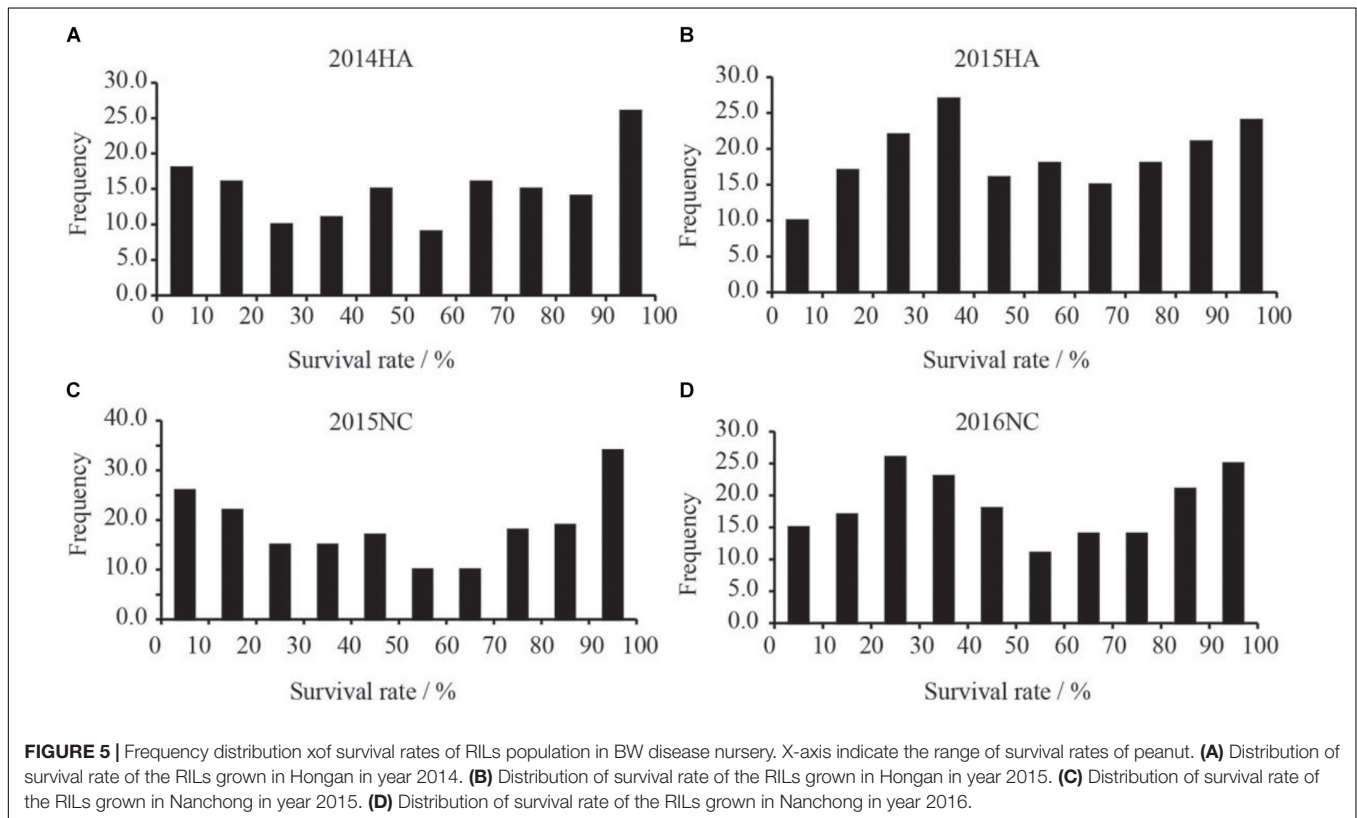 A
2014HA
30.0
25.0
20.0
15.0
10.0
5.0
0.0
Frequency
0 10 20 30 40 50 60 70 80 90 100
Survival rate / %
B
2015HA
30.0
25.0
20.0
15.0
10.0
5.0
0.0
Frequency
0 10 20 30 40 50 60 70 80 90 100
Survival rate / %
C
2015NC
40.0
30.0
20.0
10.0
0.0
Frequency
0 10 20 30 40 50 60 70 80 90 100
Survival rate / %
D
2016NC
30.0
25.0
20.0
15.0
10.0
5.0
0.0
Frequency
0 10 20 30 40 50 60 70 80 90 100
Survival rate / %
FIGURE 5 | Frequency distribution xof survival rates of RILs population in BW disease nursery. X-axis indicate the range of survival rates of peanut. (A) Distribution of
survival rate of the RILs grown in Hongan in year 2014. (B) Distribution of survival rate of the RILs grown in Hongan in year 2015. (C) Distribution of survival rate of
the RILs grown in Nanchong in year 2015. (D) Distribution of survival rate of the RILs grown in Nanchong in year 2016.